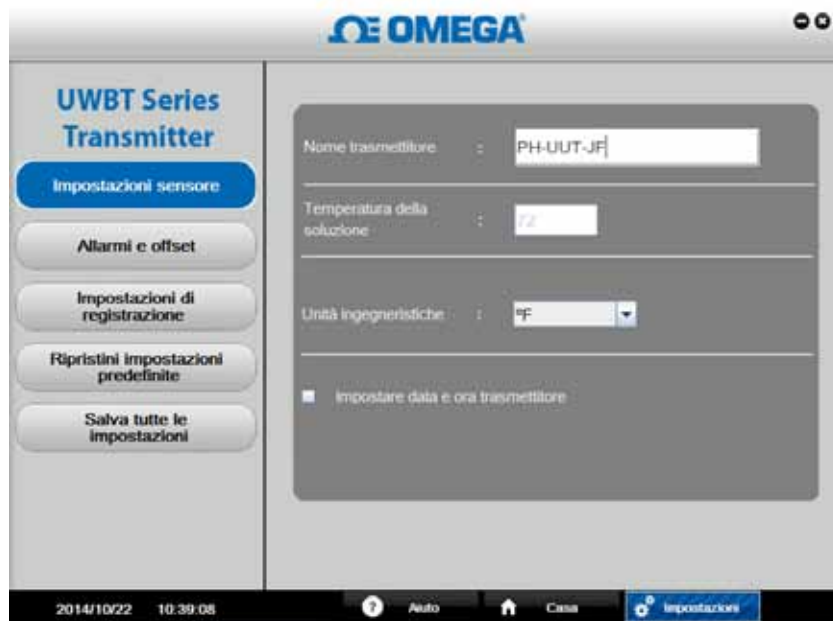 OMEGA
UWBT Series
Transmitter
Impostazioni sensore
Allarmi e offset
Impostazioni di
registrazione
Ripristini impostazioni
predefinite
Salva tutte le
impostazioni
Nome trasmettitore : PH-UUT-JF
Temperatura della
soluzione : 72
Unità ingegneristiche : °F
Impostare data e ora trasmettitore
2014/10/22 10:39:08
? Aiuto
Casa
Impostazioni